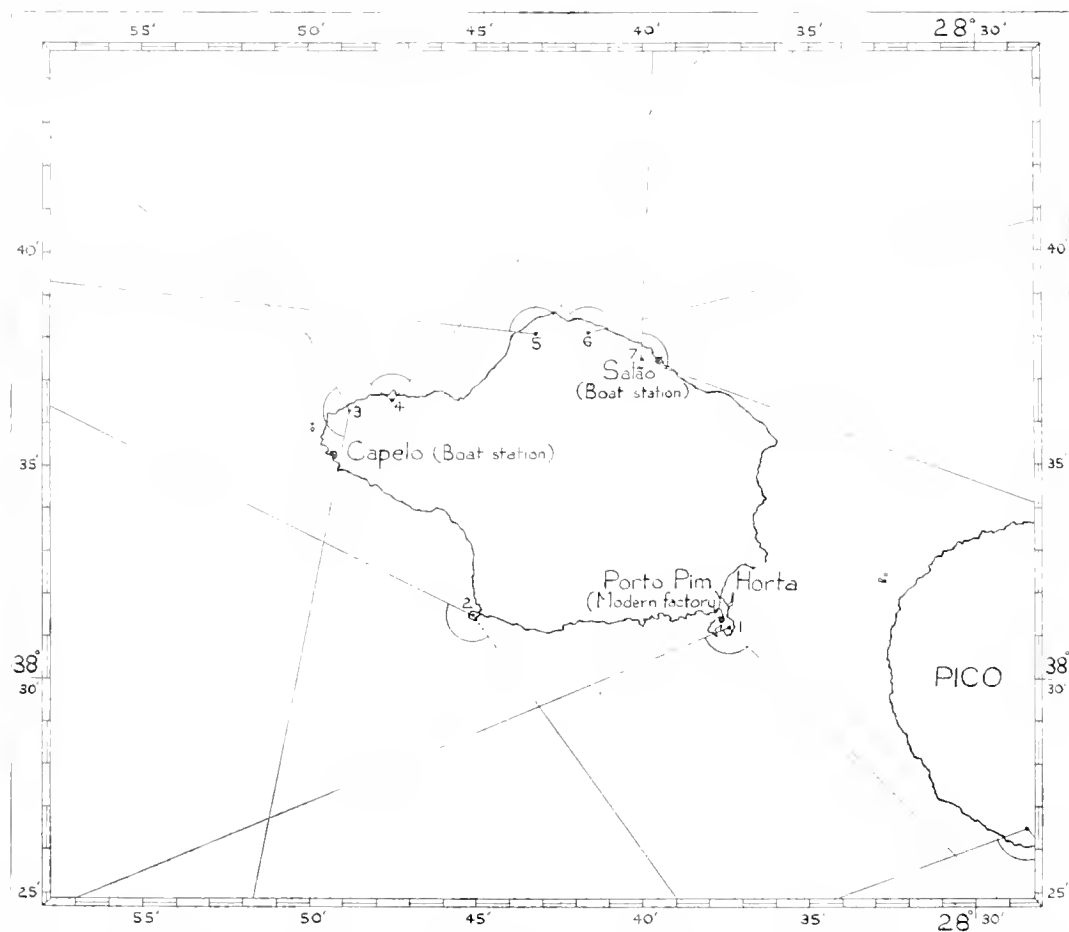 55′ 50′ 45′ 40′ 35′ 28° 30′
40′ 40′
5 6
7
Salão
(Boat station)
3 4
Capelo (Boat station)
35′ 35′
Porto Pim Horta
(Modern factory)
2
1
38° 38°
30′ 30′
PICO
25′ 25′
55′ 50′ 45′ 40′ 35′ 28° 30′